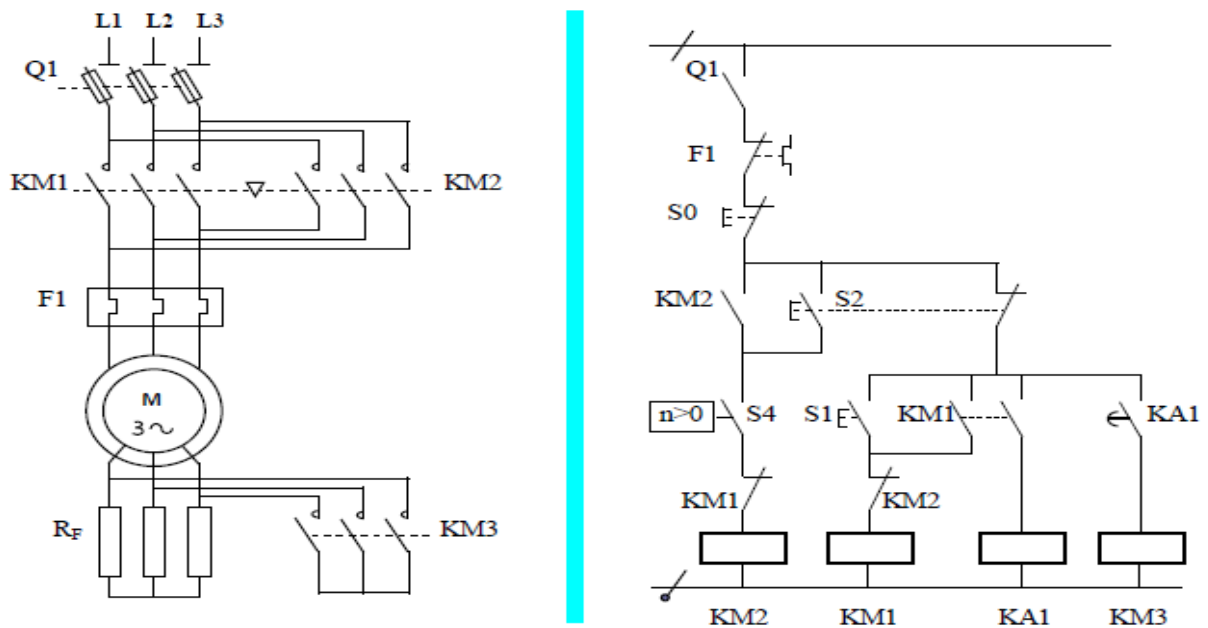 L1 L2 L3
Q1
KM1
KM2
F1
M
3~
RF
KM3
Q1
F1
S0
KM2
S2
n>0
S4
S1
KM1
KA1
KM1
KM2
KM2
KM1
KA1
KM3